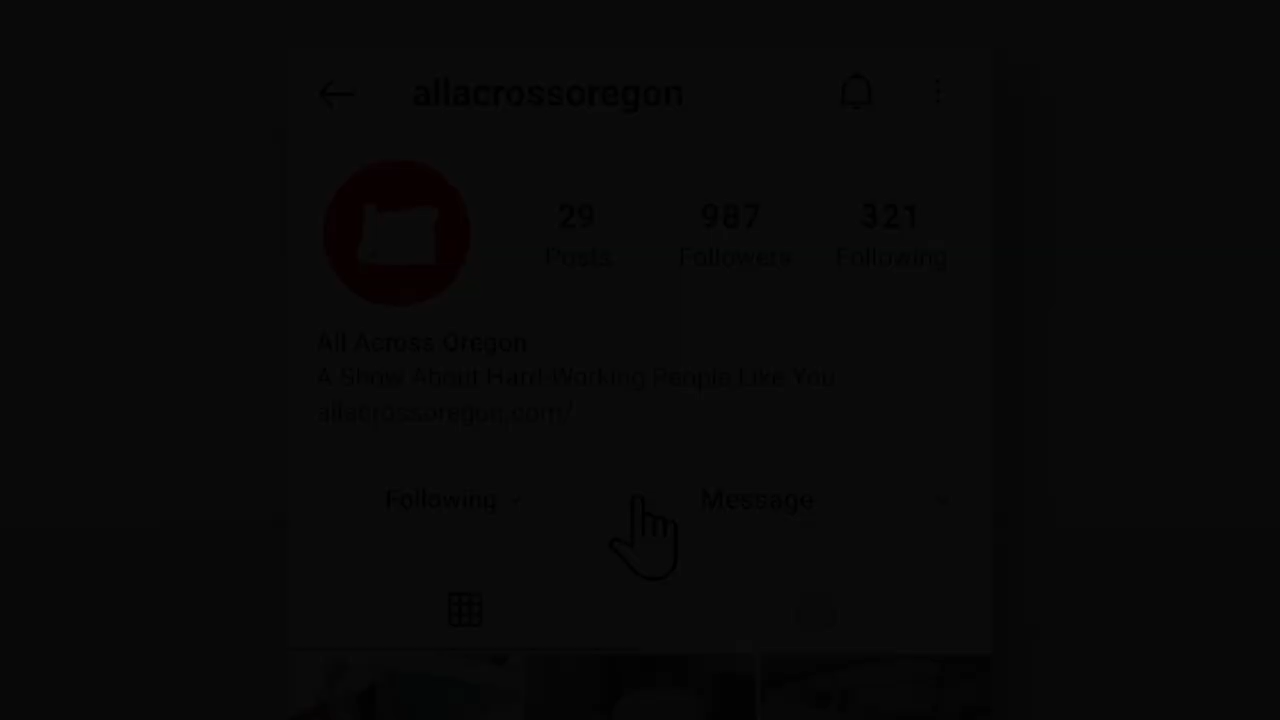 allacrossoregon
29 987 321
Posts Followers Following
All Across Oregon
A Show About Hard-Working People Like You
allacrossoregon.com/
Following Message